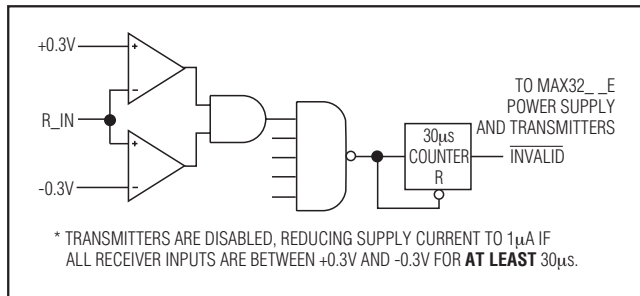 +0.3V
+
-
R_IN
+
-
-0.3V
TO MAX32_ _E
POWER SUPPLY
AND TRANSMITTERS
30μs
COUNTER
R
INVALID
* TRANSMITTERS ARE DISABLED, REDUCING SUPPLY CURRENT TO 1μA IF
ALL RECEIVER INPUTS ARE BETWEEN +0.3V AND -0.3V FOR AT LEAST 30μs.